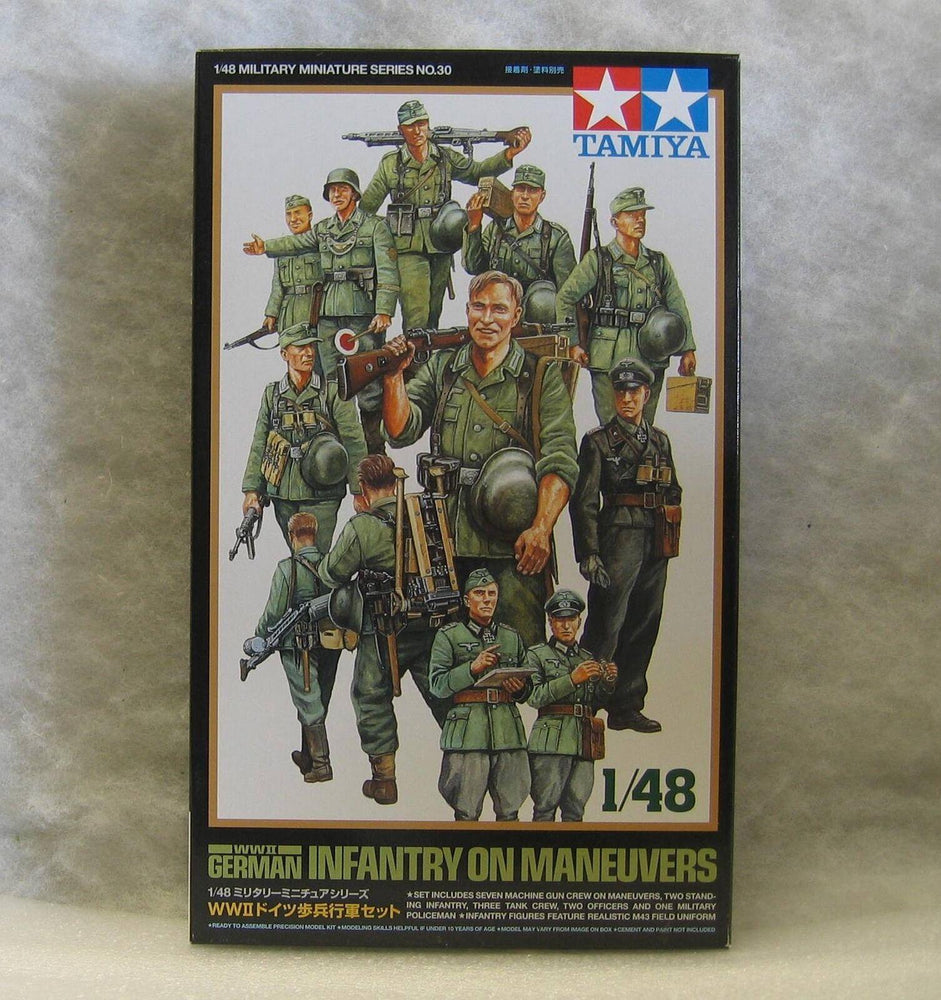 1/48 MILITARY MINIATURE SERIES NO.30
接着剤・塗料別売
TAMIYA
1/48
WWII
GERMAN INFANTRY ON MANEUVERS
1/48 ミリタリーミニチュアシリーズ
WWIIドイツ歩兵行軍セット
★SET INCLUDES SEVEN MACHINE GUN CREW ON MANEUVERS, TWO STAND-
ING INFANTRY, THREE TANK CREW, TWO OFFICERS AND ONE MILITARY
POLICEMAN ★INFANTRY FIGURES FEATURE REALISTIC M43 FIELD UNIFORM
★READY TO ASSEMBLE PRECISION MODEL KIT ★MODELING SKILLS HELPFUL IF UNDER 10 YEARS OF AGE ★MODEL MAY VARY FROM IMAGE ON BOX ★CEMENT AND PAINT NOT INCLUDED